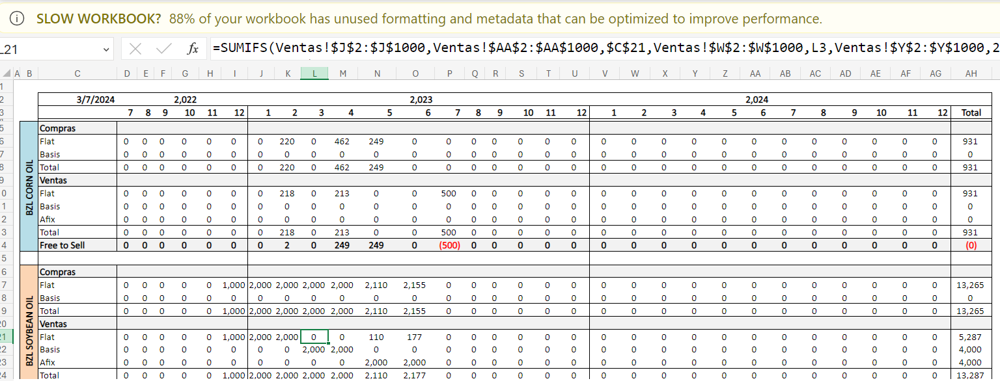 SLOW WORKBOOK? 88% of your workbook has unused formatting and metadata that can be optimized to improve performance.
L21 fx =SUMIFS(Ventas!$J$2:$J$1000,Ventas!$AA$2:$AA$1000,$C$21,Ventas!$W$2:$W$1000,L3,Ventas!$Y$2:$Y$1000,2
A B C D E F G H I J K L M N O P Q R S T U V W X Y Z AA AB AC AD AE AF AG AH
1
2 3/7/2024 2,022 2,023 2,024
3 7 8 9 10 11 12 1 2 3 4 5 6 7 8 9 10 11 12 1 2 3 4 5 6 7 8 9 10 11 12 Total
BZL CORN OIL
5 Compras
6 Flat 0 0 0 0 0 0 0 220 0 462 249 0 0 0 0 0 0 0 0 0 0 0 0 0 0 0 0 0 0 0 931
7 Basis 0 0 0 0 0 0 0 0 0 0 0 0 0 0 0 0 0 0 0 0 0 0 0 0 0 0 0 0 0 0 0
8 Total 0 0 0 0 0 0 0 220 0 462 249 0 0 0 0 0 0 0 0 0 0 0 0 0 0 0 0 0 0 0 931
9 Ventas
0 Flat 0 0 0 0 0 0 0 218 0 213 0 0 500 0 0 0 0 0 0 0 0 0 0 0 0 0 0 0 0 0 931
1 Basis 0 0 0 0 0 0 0 0 0 0 0 0 0 0 0 0 0 0 0 0 0 0 0 0 0 0 0 0 0 0 0
2 Afix 0 0 0 0 0 0 0 0 0 0 0 0 0 0 0 0 0 0 0 0 0 0 0 0 0 0 0 0 0 0 0
3 Total 0 0 0 0 0 0 0 218 0 213 0 0 500 0 0 0 0 0 0 0 0 0 0 0 0 0 0 0 0 0 931
4 Free to Sell 0 0 0 0 0 0 0 2 0 249 249 0 (500) 0 0 0 0 0 0 0 0 0 0 0 0 0 0 0 0 0 (0)
5
BZL SOYBEAN OIL
6 Compras
7 Flat 0 0 0 0 0 1,000 2,000 2,000 2,000 2,000 2,110 2,155 0 0 0 0 0 0 0 0 0 0 0 0 0 0 0 0 0 0 13,265
8 Basis 0 0 0 0 0 0 0 0 0 0 0 0 0 0 0 0 0 0 0 0 0 0 0 0 0 0 0 0 0 0 0
9 Total 0 0 0 0 0 1,000 2,000 2,000 2,000 2,000 2,110 2,155 0 0 0 0 0 0 0 0 0 0 0 0 0 0 0 0 0 0 13,265
20 Ventas
21 Flat 0 0 0 0 0 1,000 2,000 2,000 0 0 110 177 0 0 0 0 0 0 0 0 0 0 0 0 0 0 0 0 0 0 5,287
22 Basis 0 0 0 0 0 0 0 0 2,000 2,000 0 0 0 0 0 0 0 0 0 0 0 0 0 0 0 0 0 0 0 0 4,000
23 Afix 0 0 0 0 0 0 0 0 0 0 2,000 2,000 0 0 0 0 0 0 0 0 0 0 0 0 0 0 0 0 0 0 4,000
24 Total 0 0 0 0 0 1,000 2,000 2,000 2,000 2,000 2,110 2,177 0 0 0 0 0 0 0 0 0 0 0 0 0 0 0 0 0 0 13,287